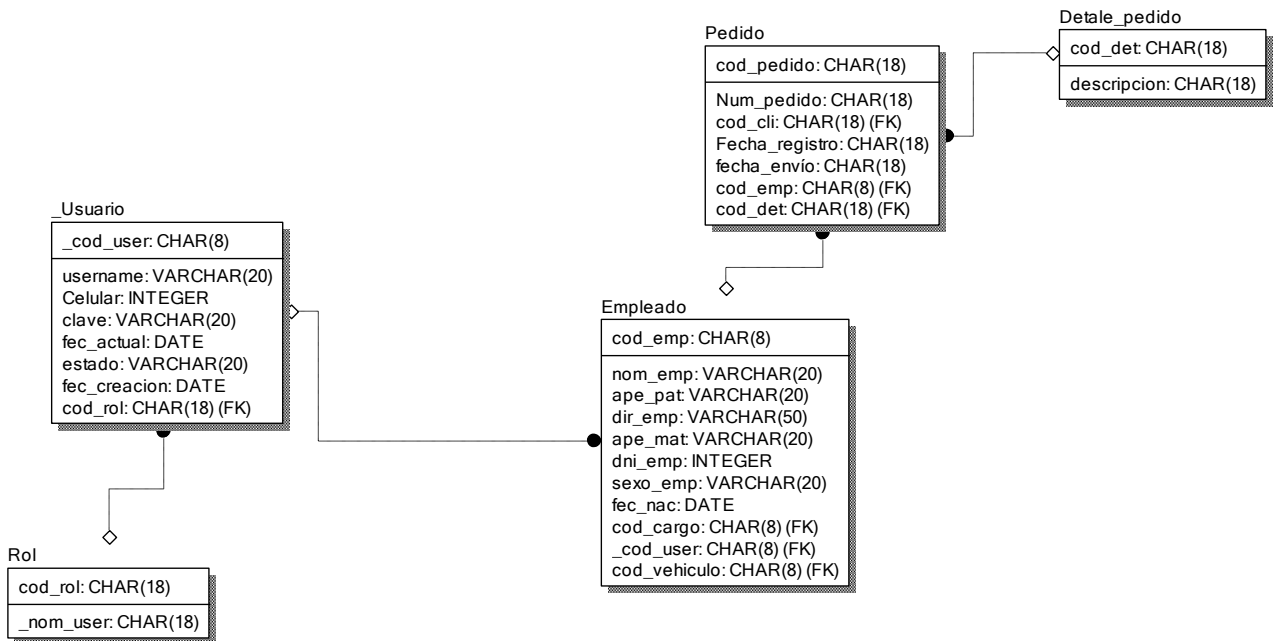 Detale_pedido
cod_det: CHAR(18)
descripcion: CHAR(18)
Pedido
cod_pedido: CHAR(18)
Num_pedido: CHAR(18)
cod_cli: CHAR(18) (FK)
Fecha_registro: CHAR(18)
fecha_envío: CHAR(18)
cod_emp: CHAR(8) (FK)
cod_det: CHAR(18) (FK)
_Usuario
_cod_user: CHAR(8)
username: VARCHAR(20)
Celular: INTEGER
clave: VARCHAR(20)
fec_actual: DATE
estado: VARCHAR(20)
fec_creacion: DATE
cod_rol: CHAR(18) (FK)
Empleado
cod_emp: CHAR(8)
nom_emp: VARCHAR(20)
ape_pat: VARCHAR(20)
dir_emp: VARCHAR(50)
ape_mat: VARCHAR(20)
dni_emp: INTEGER
sexo_emp: VARCHAR(20)
fec_nac: DATE
cod_cargo: CHAR(8) (FK)
_cod_user: CHAR(8) (FK)
cod_vehiculo: CHAR(8) (FK)
Rol
cod_rol: CHAR(18)
_nom_user: CHAR(18)